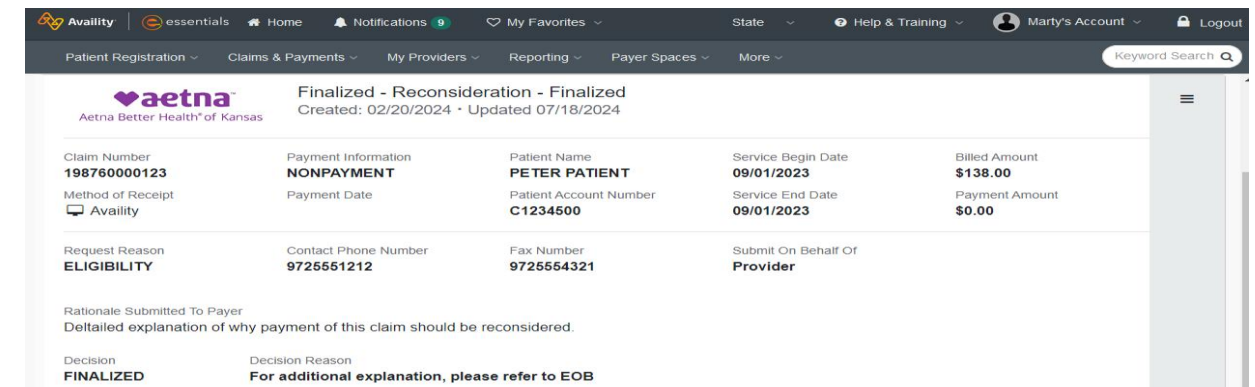 Availity essentials Home Notifications 9 My Favorites State Help & Training Marty's Account Logout
Patient Registration Claims & Payments My Providers Reporting Payer Spaces More Keyword Search
aetna™ Finalized - Reconsideration - Finalized
Aetna Better Health® of Kansas Created: 02/20/2024 • Updated 07/18/2024
Claim Number Payment Information Patient Name Service Begin Date Billed Amount
198760000123 NONPAYMENT PETER PATIENT 09/01/2023 $138.00
Method of Receipt Payment Date Patient Account Number Service End Date Payment Amount
Availity C1234500 09/01/2023 $0.00
Request Reason Contact Phone Number Fax Number Submit On Behalf Of
ELIGIBILITY 9725551212 9725554321 Provider
Rationale Submitted To Payer
Deltailed explanation of why payment of this claim should be reconsidered.
Decision Decision Reason
FINALIZED For additional explanation, please refer to EOB